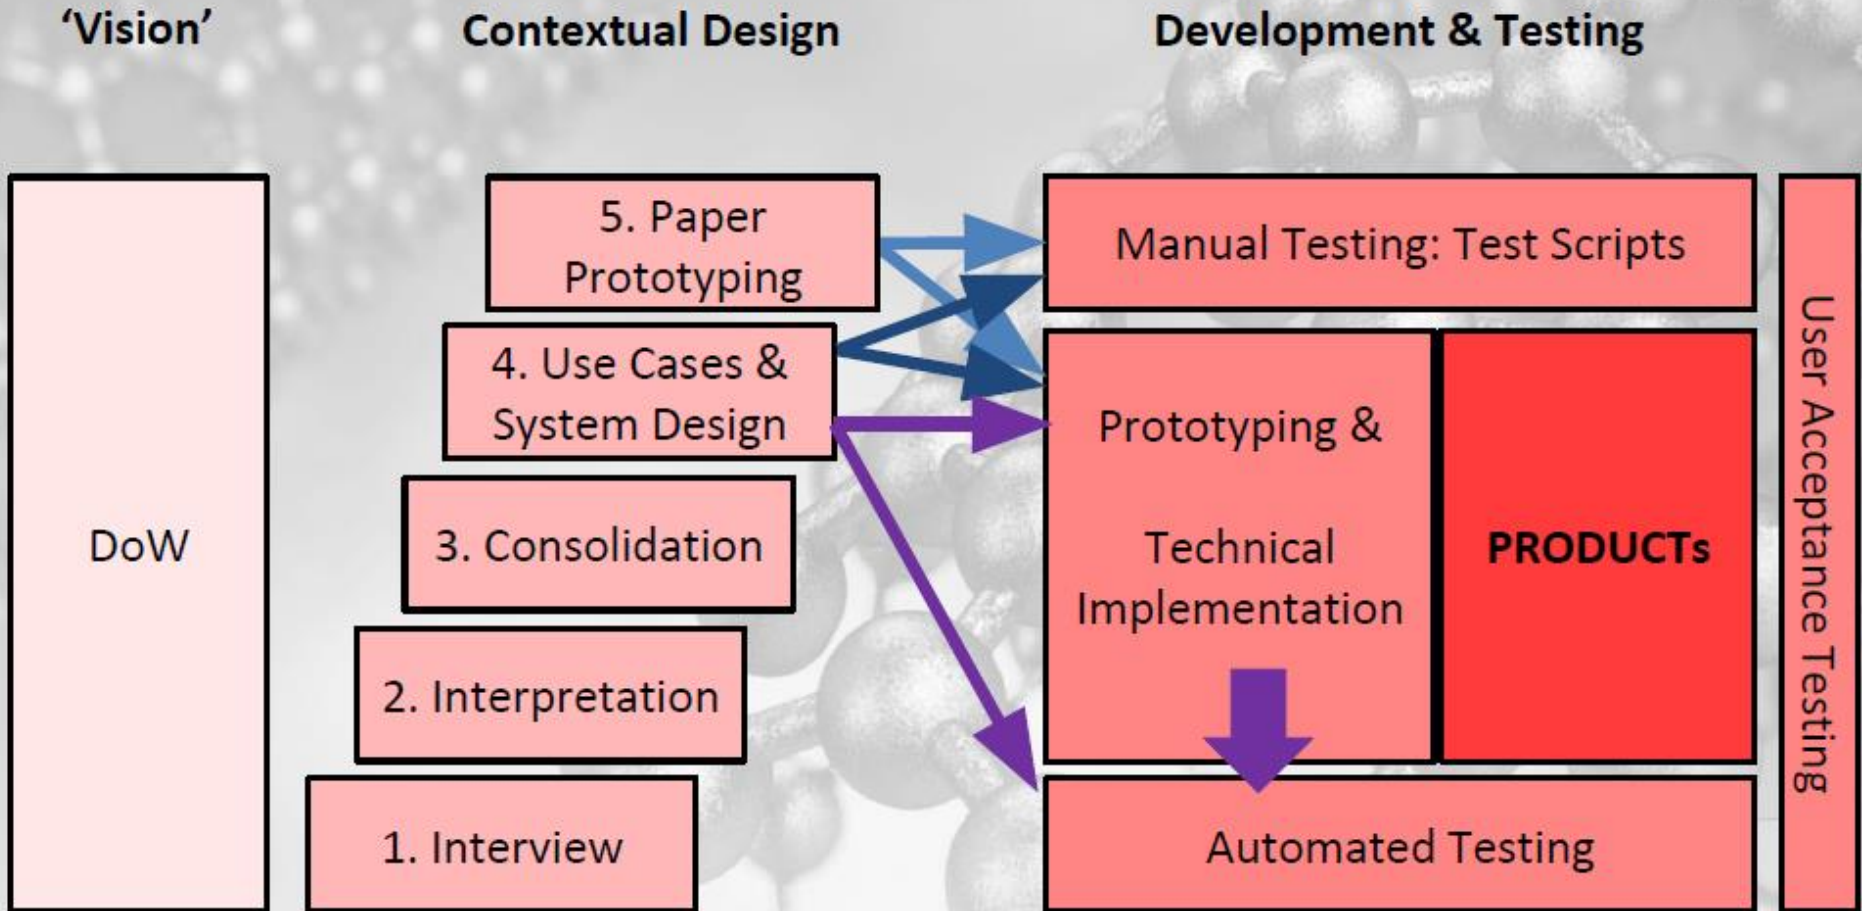 ‘Vision’
Contextual Design
Development & Testing
DoW
5. Paper
Prototyping
4. Use Cases &
System Design
3. Consolidation
2. Interpretation
1. Interview
Manual Testing: Test Scripts
Prototyping &
Technical
Implementation
PRODUCTs
Automated Testing
User Acceptance Testing